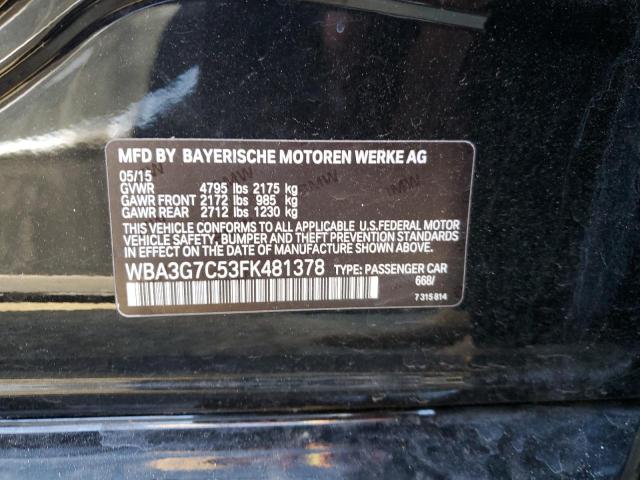 MFD BY BAYERISCHE MOTOREN WERKE AG
05/15
GVWR 4795 lbs 2175 kg
GAWR FRONT 2172 lbs 985 kg
GAWR REAR 2712 lbs 1230 kg
THIS VEHICLE CONFORMS TO ALL APPLICABLE U.S.FEDERAL MOTOR
VEHICLE SAFETY, BUMPER AND THEFT PREVENTION STANDARDS IN
EFFECT ON THE DATE OF MANUFACTURE SHOWN ABOVE.
WBA3G7C53FK481378 TYPE: PASSENGER CAR
668/
7 315 814